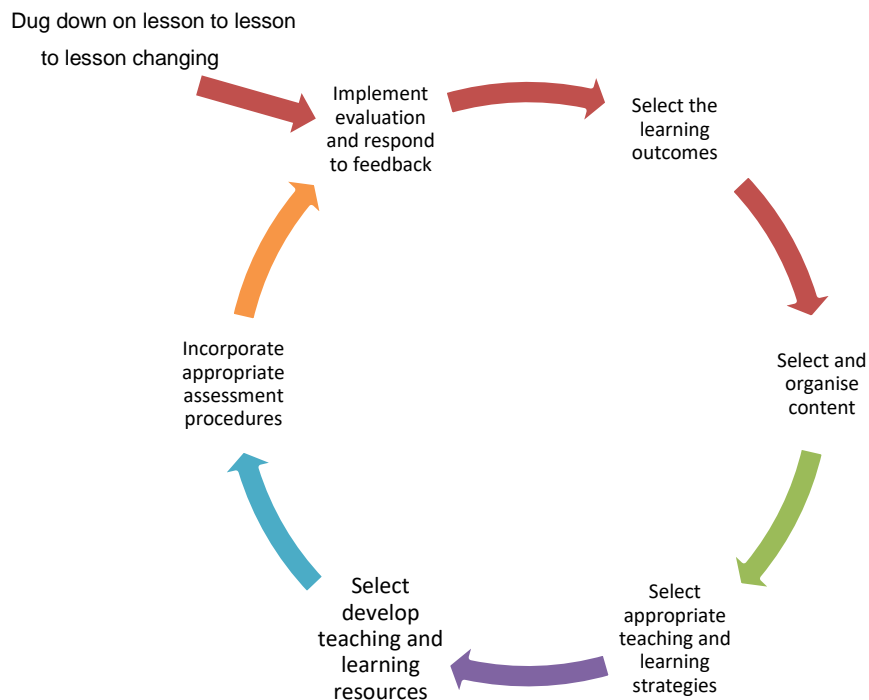 Dug down on lesson to lesson
to lesson changing
Implement
evaluation
and respond
to feedback
Select the
learning
outcomes
Select and
organise
content
Select
appropriate
teaching and
learning
strategies
Select
develop
teaching and
learning
resources
Incorporate
appropriate
assessment
procedures